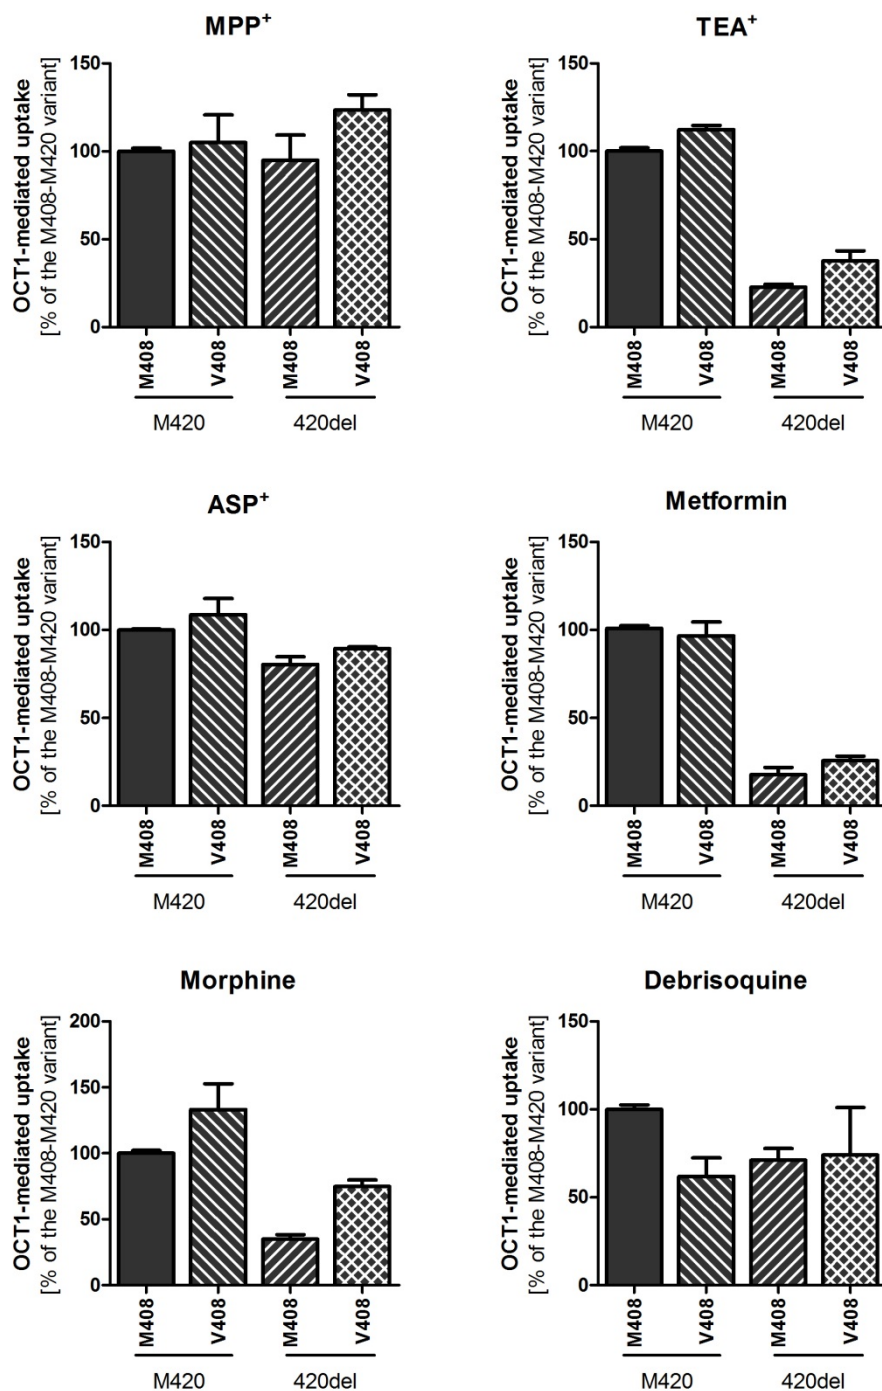 MPP⁺
OCT1-mediated uptake
[% of the M408-M420 variant]
150
100
50
0
M408
V408
M408
V408
M420
420del
TEA⁺
OCT1-mediated uptake
[% of the M408-M420 variant]
150
100
50
0
M408
V408
M408
V408
M420
420del
ASP⁺
OCT1-mediated uptake
[% of the M408-M420 variant]
150
100
50
0
M408
V408
M408
V408
M420
420del
Metformin
OCT1-mediated uptake
[% of the M408-M420 variant]
150
100
50
0
M408
V408
M408
V408
M420
420del
Morphine
OCT1-mediated uptake
[% of the M408-M420 variant]
200
150
100
50
0
M408
V408
M408
V408
M420
420del
Debrisoquine
OCT1-mediated uptake
[% of the M408-M420 variant]
150
100
50
0
M408
V408
M408
V408
M420
420del